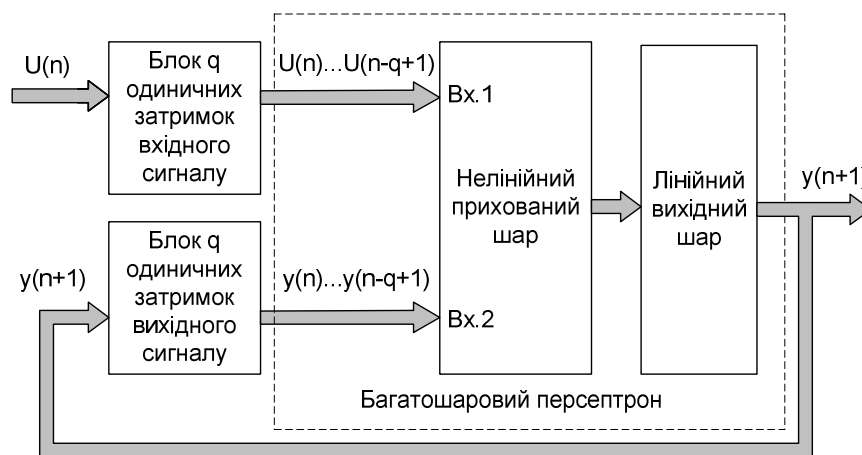 U(n)
Блок q
одиничних
затримок
вхідного
сигналу
U(n)...U(n-q+1)
Вх.1
Нелінійний
прихований
шар
Лінійний
вихідний
шар
y(n+1)
y(n+1)
Блок q
одиничних
затримок
вихідного
сигналу
y(n)...y(n-q+1)
Вх.2
Багатошаровий персептрон